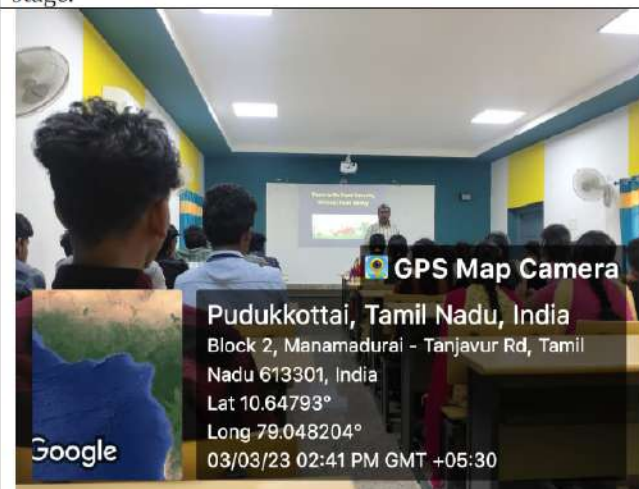 stage.
GPS Map Camera
Pudukkottai, Tamil Nadu, India
Block 2, Manamadurai - Tanjavur Rd, Tamil
Nadu 613301, India
Lat 10.64793°
Long 79.048204°
03/03/23 02:41 PM GMT +05:30
Google